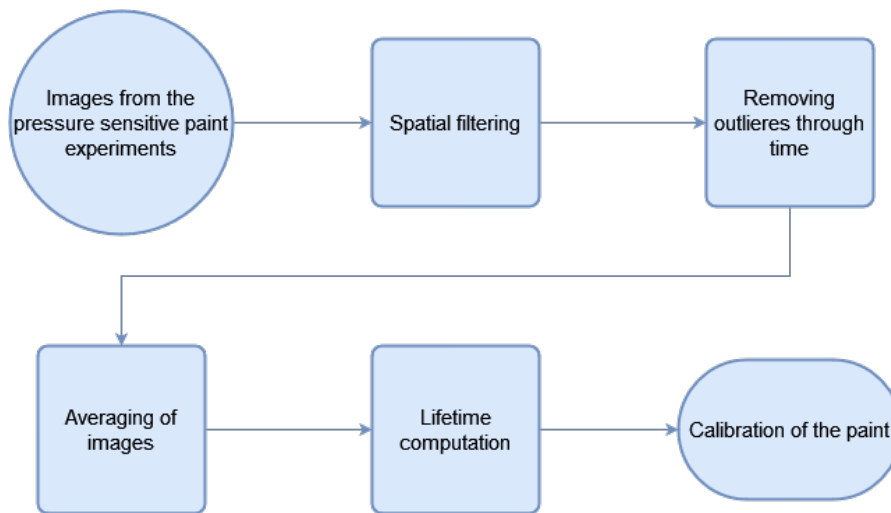 Images from the
pressure sensitive paint
experiments
Spatial filtering
Removing
outlieres through
time
Averaging of
images
Lifetime
computation
Calibration of the paint